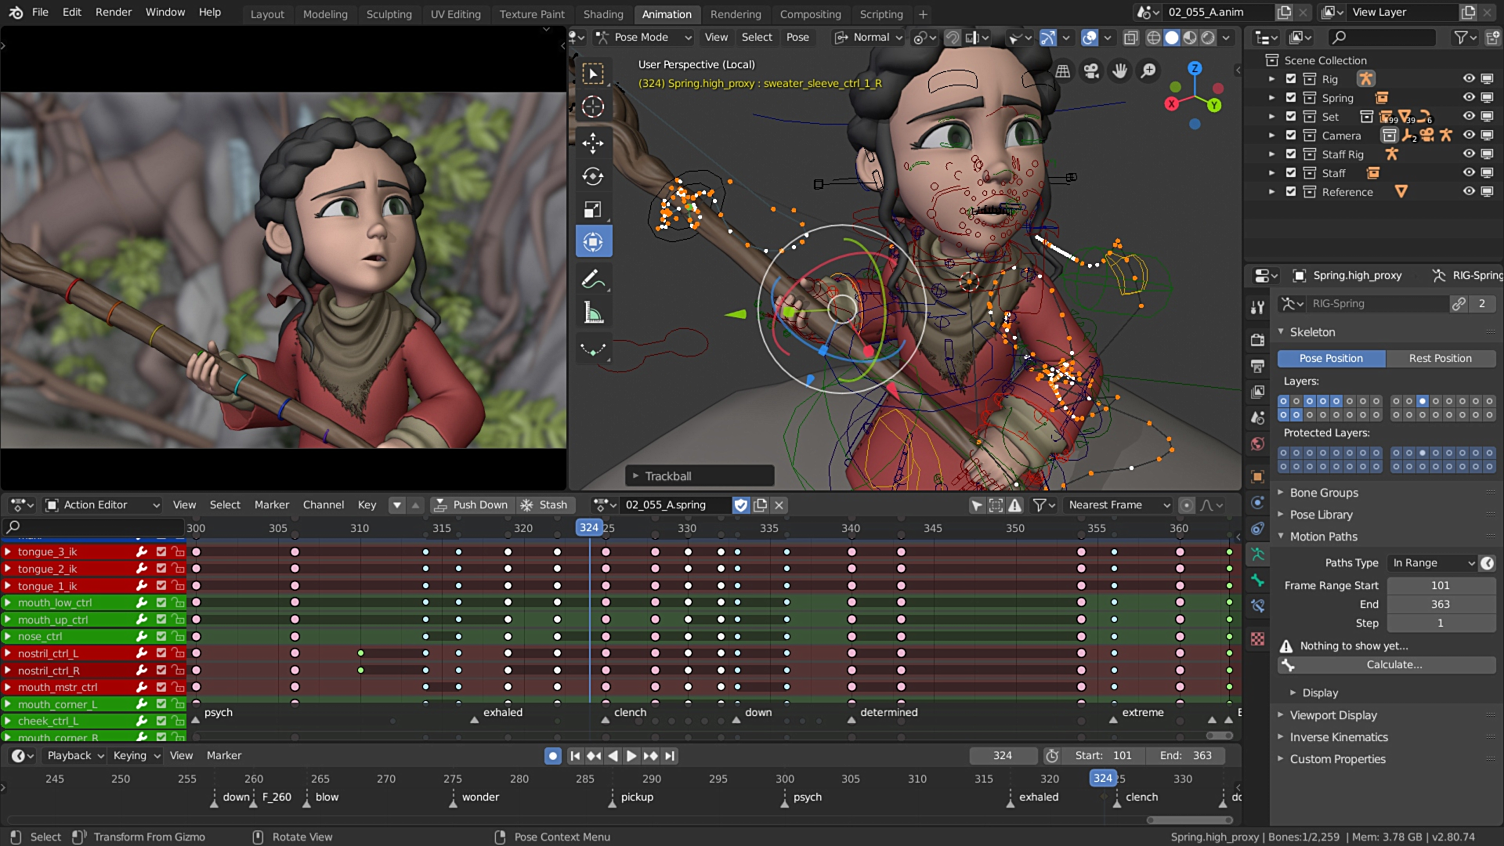 File Edit Render Window Help Layout Modeling Sculpting UV Editing Texture Paint Shading Animation Rendering Compositing Scripting + 02_055_A.anim View Layer
Pose Mode View Select Pose Normal
User Perspective (Local)
(324) Spring.high_proxy : sweater_sleeve_ctrl_1_R
Z
X
Y
Trackball
Scene Collection
Rig
Spring
Set 99 39 6
Camera 2
Staff Rig
Staff
Reference
Spring.high_proxy RIG-Spring
RIG-Spring 2
Skeleton
Pose Position Rest Position
Layers:
Protected Layers:
Bone Groups
Pose Library
Motion Paths
Paths Type In Range
Frame Range Start 101
End 363
Step 1
Nothing to show yet...
Calculate...
Display
Viewport Display
Inverse Kinematics
Custom Properties
Action Editor View Select Marker Channel Key Push Down Stash 02_055_A.spring Nearest Frame
300 305 310 315 320 324 25 330 335 340 345 350 355 360
tongue_3_ik
tongue_2_ik
tongue_1_ik
mouth_low_ctrl
mouth_up_ctrl
nose_ctrl
nostril_ctrl_L
nostril_ctrl_R
mouth_mstr_ctrl
mouth_corner_L
cheek_ctrl_L
mouth_corner_R
psych exhaled clench down determined extreme E
Playback Keying View Marker 324 Start: 101 End: 363
245 250 255 260 265 270 275 280 285 290 295 300 305 310 315 320 324 25 330
down F_260 blow wonder pickup psych exhaled clench do
Select Transform From Gizmo Rotate View Pose Context Menu Spring.high_proxy | Bones:1/2,259 | Mem: 3.78 GB | v2.80.74